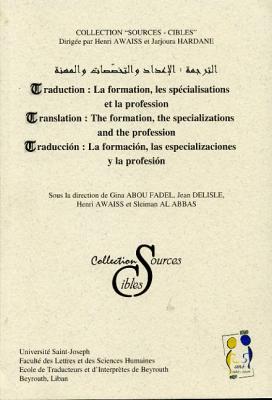 COLLECTION "SOURCES - CIBLES"
Dirigée par Henri AWAISS et Jarjoura HARDANE
الترجمة : الإعداد والتخصّصات والمهنة
Traduction : La formation, les spécialisations
et la profession
Translation : The formation, the specializations
and the profession
Traducción : La formación, las especializaciones
y la profesión
Sous la direction de Gina ABOU FADEL, Jean DELISLE,
Henri AWAISS et Sleiman AL ABBAS
Collection Sources
Cibles
Université Saint-Joseph
Faculté des Lettres et des Sciences Humaines
Ecole de Traducteurs et d'Interprètes de Beyrouth
Beyrouth, Liban